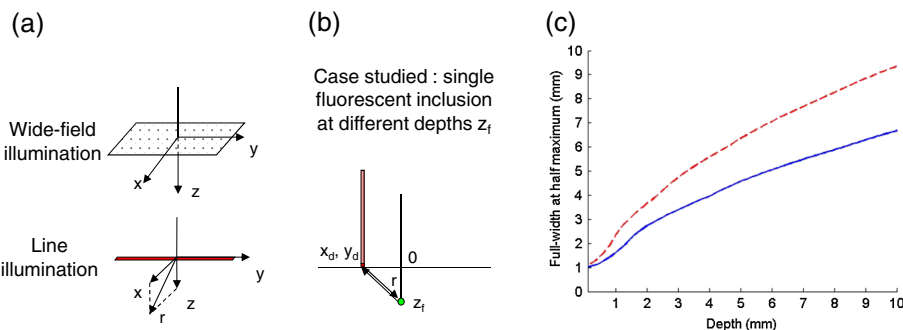 (a)
Wide-field
illumination
y
x
z
Line
illumination
y
x
z
r
(b)
Case studied : single
fluorescent inclusion
at different depths z_f
x_d, y_d
0
r
z_f
(c)
Full-width at half maximum (mm)
10
9
8
7
6
5
4
3
2
1
0
1 2 3 4 5 6 7 8 9 10
Depth (mm)